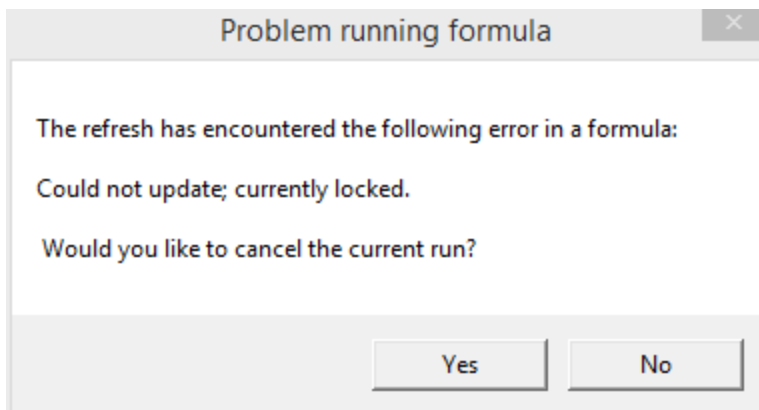 Problem running formula
The refresh has encountered the following error in a formula:
Could not update; currently locked.
Would you like to cancel the current run?
Yes No